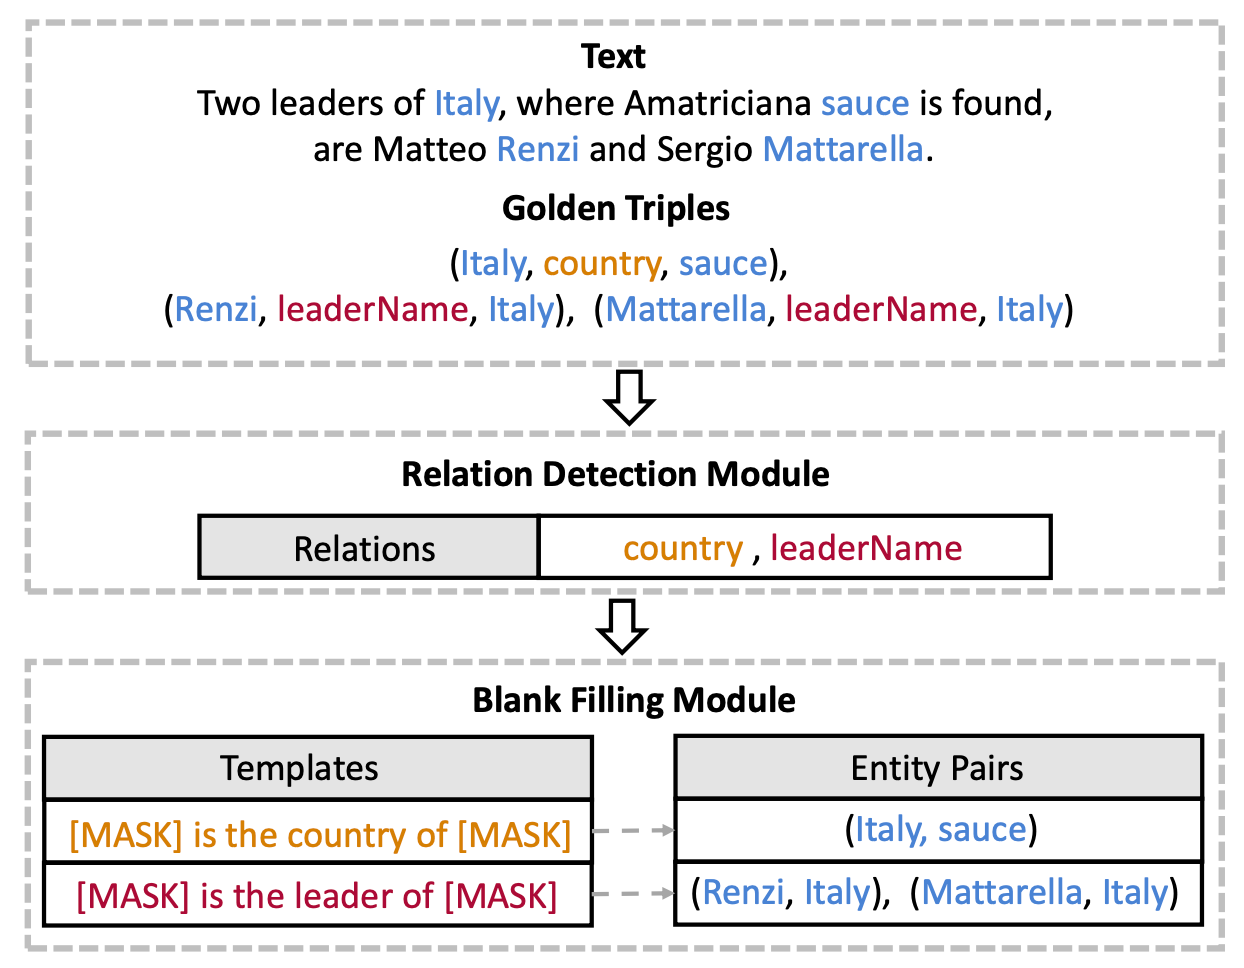 Text
Two leaders of Italy, where Amatriciana sauce is found,
are Matteo Renzi and Sergio Mattarella.
Golden Triples
(Italy, country, sauce),
(Renzi, leaderName, Italy), (Mattarella, leaderName, Italy)
Relation Detection Module
Relations
country , leaderName
Blank Filling Module
Templates
Entity Pairs
[MASK] is the country of [MASK]
(Italy, sauce)
[MASK] is the leader of [MASK]
(Renzi, Italy), (Mattarella, Italy)